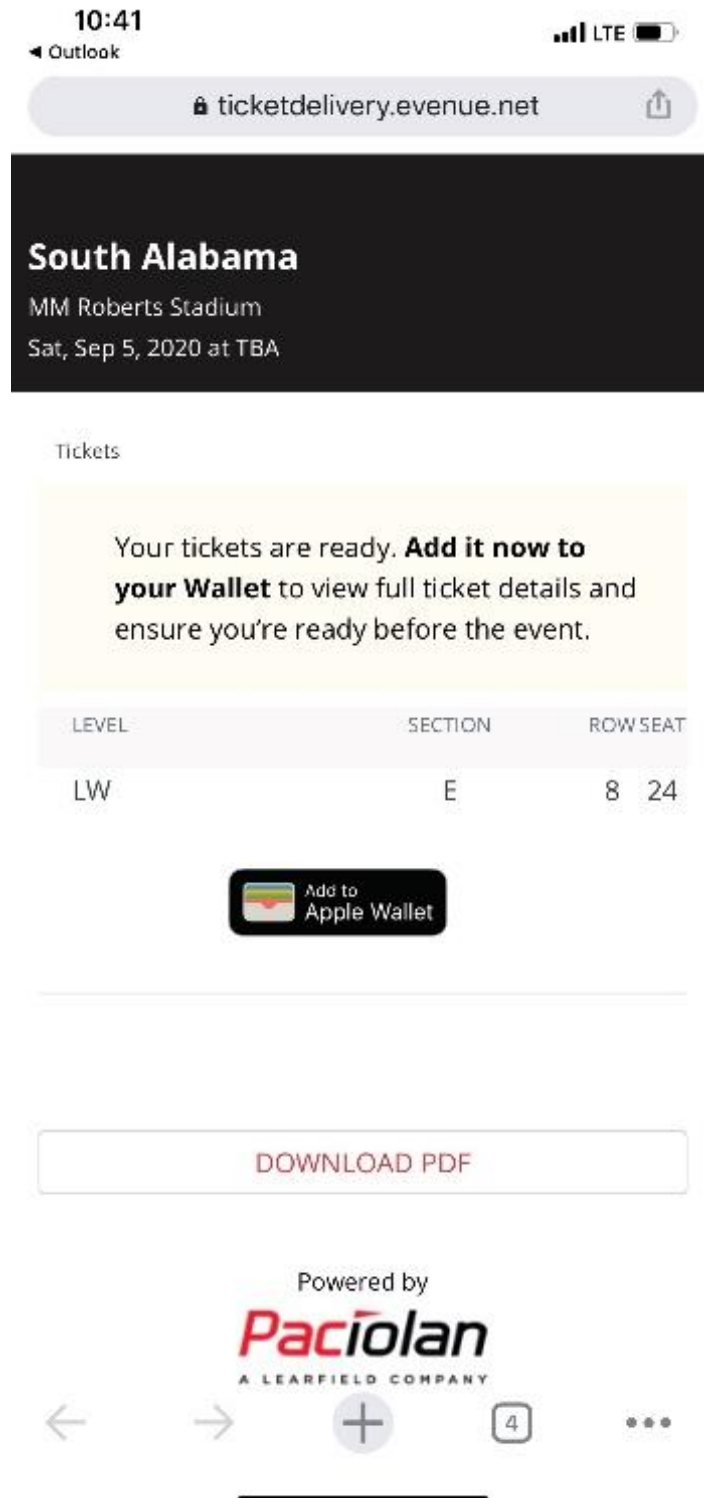 10:41
LTE
◄ Outlook
ticketdelivery.evenue.net
South Alabama
MM Roberts Stadium
Sat, Sep 5, 2020 at TBA
Tickets
Your tickets are ready. Add it now to
your Wallet to view full ticket details and
ensure you're ready before the event.
LEVEL SECTION ROW SEAT
LW E 8 24
Add to
Apple Wallet
DOWNLOAD PDF
Powered by
Paciolan
A LEARFIELD COMPANY
4